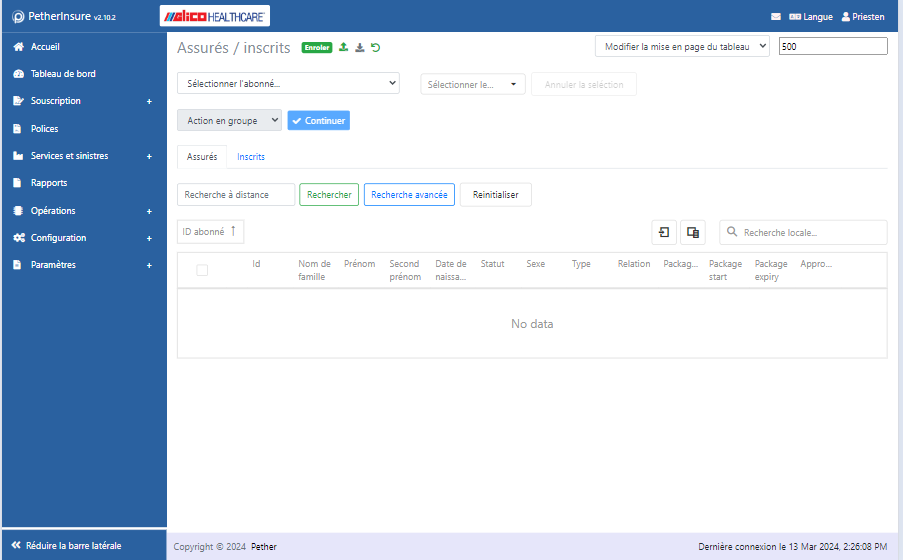 PetherInsure v2.10.2
ALICO HEALTHCARE
Langue
Priesten
Accueil
Tableau de bord
Souscription +
Polices
Services et sinistres +
Rapports
Opérations +
Configuration +
Paramètres +
Réduire la barre latérale
Assurés / inscrits
Enroler
Modifier la mise en page du tableau
500
Sélectionner l'abonné...
Sélectionner le...
Annuler la seléction
Action en groupe
Continuer
Assurés
Inscrits
Recherche à distance
Rechercher
Recherche avancée
Reinitialiser
ID abonné ↑
Recherche locale...
Id
Nom de famille
Prénom
Second prénom
Date de naissa...
Statut
Sexe
Type
Relation
Packag...
Package start
Package expiry
Appro...
No data
Copyright © 2024 Pether
Dernière connexion le 13 Mar 2024, 2:26:08 PM